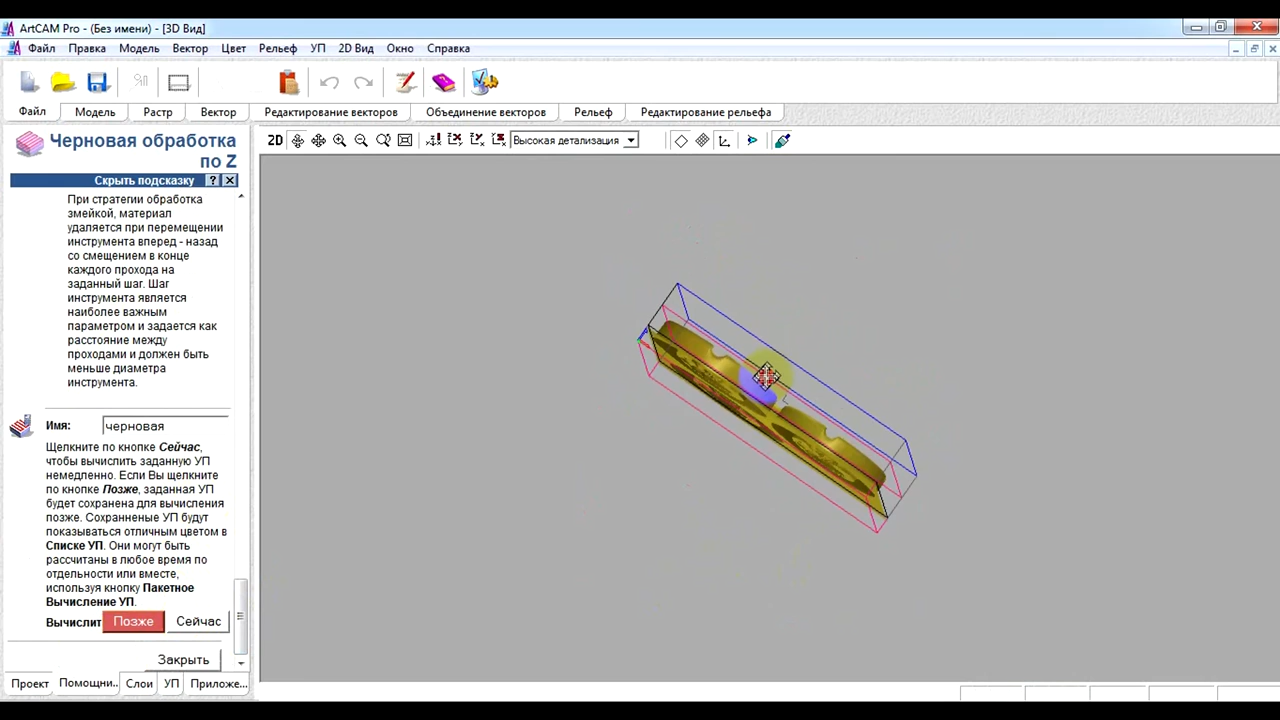 ArtCAM Pro - (Без имени) - [3D Вид]
Файл Правка Модель Вектор Цвет Рельеф УП 2D Вид Окно Справка
Файл Модель Растр Вектор Редактирование векторов Объединение векторов Рельеф Редактирование рельефа
2D Высокая детализация
Черновая обработка
по Z
Скрыть подсказку ?
При стратегии обработка
змейкой, материал
удаляется при перемещении
инструмента вперед - назад
со смещением в конце
каждого прохода на
заданный шаг. Шаг
инструмента является
наиболее важным
параметром и задается как
расстояние между
проходами и должен быть
меньше диаметра
инструмента.
Имя: черновая
Щелкните по кнопке Сейчас,
чтобы вычислить заданную УП
немедленно. Если Вы щелкните
по кнопке Позже, заданная УП
будет сохранена для вычисления
позже. Сохраненные УП будут
показываться отличным цветом в
Списке УП. Они могут быть
рассчитаны в любое время по
отдельности или вместе,
используя кнопку Пакетное
Вычисление УП.
Вычислит Позже Сейчас
Закрыть
Проект Помощни... Слои УП Приложе...